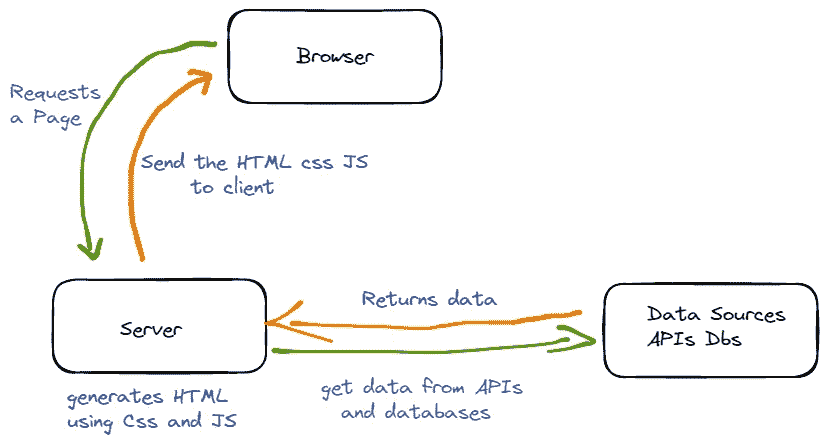 Browser
Requests
a Page
Send the HTML css JS
to client
Returns data
Server
Data Sources
APIs Dbs
generates HTML
using Css and JS
get data from APIs
and databases